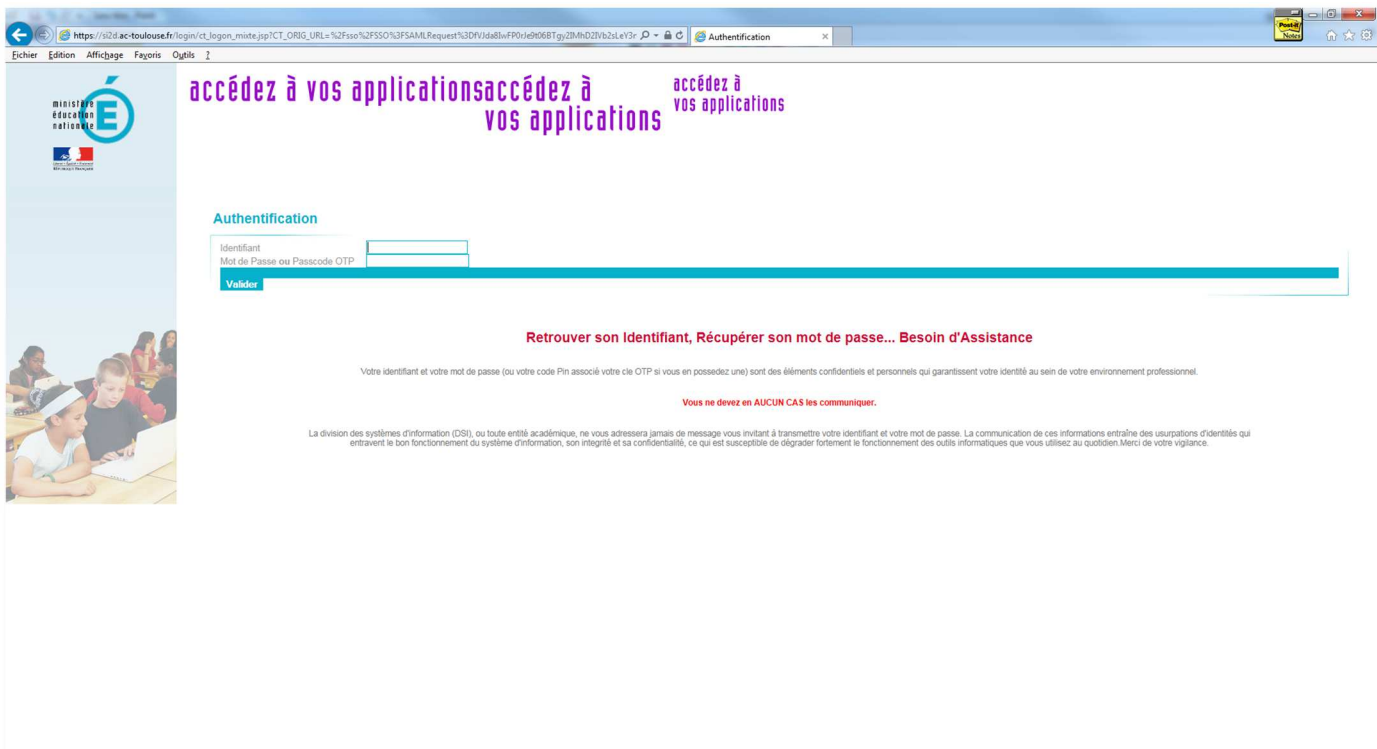 https://si2d.ac-toulouse.fr/login/ct_logon_mixte.jsp?CT_ORIG_URL=%2Fsso%2FSSO%3FSAMLRequest%3DfVJda8IwFP0rJe9t06BTgy2IMhD2IVb2sLeY3r
Authentification
Post-it
Notes
Fichier Edition Affichage Favoris Outils ?
ministère
éducation
nationale
accédez à vos applicationsaccédez à
vos applications
accédez à
vos applications
Authentification
Identifiant
Mot de Passe ou Passcode OTP
Valider
Retrouver son Identifiant, Récupérer son mot de passe... Besoin d'Assistance
Votre identifiant et votre mot de passe (ou votre code Pin associé votre cle OTP si vous en possedez une) sont des éléments confidentiels et personnels qui garantissent votre identité au sein de votre environnement professionnel.
Vous ne devez en AUCUN CAS les communiquer.
La division des systèmes d'information (DSI), ou toute entité académique, ne vous adressera jamais de message vous invitant á transmettre votre identifiant et votre mot de passe. La communication de ces informations entraîne des usurpations d'identités qui
entravent le bon fonctionnement du système d'information, son integrité et sa confidentialité, ce qui est susceptible de dégrader fortement le fonctionnement des outils informatiques que vous utilisez au quotidien.Merci de votre vigilance.